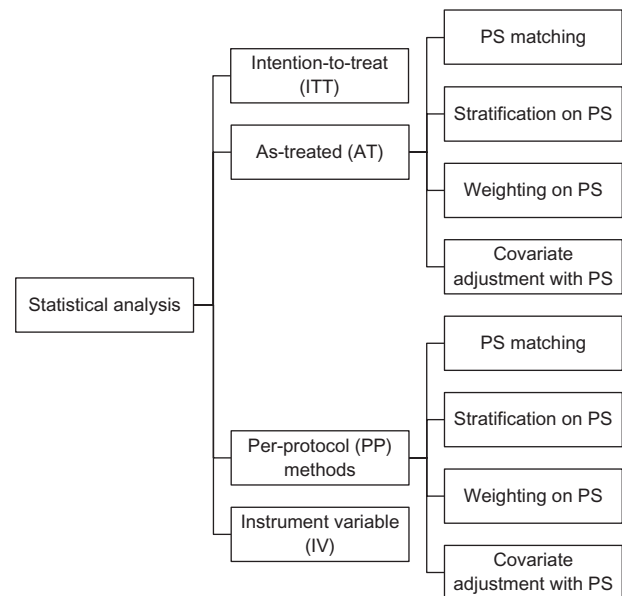 PS matching
Intention-to-treat
(ITT)
Stratification on PS
As-treated (AT)
Weighting on PS
Covariate
adjustment with PS
Statistical analysis
PS matching
Stratification on PS
Per-protocol (PP)
methods
Weighting on PS
Instrument variable
(IV)
Covariate
adjustment with PS